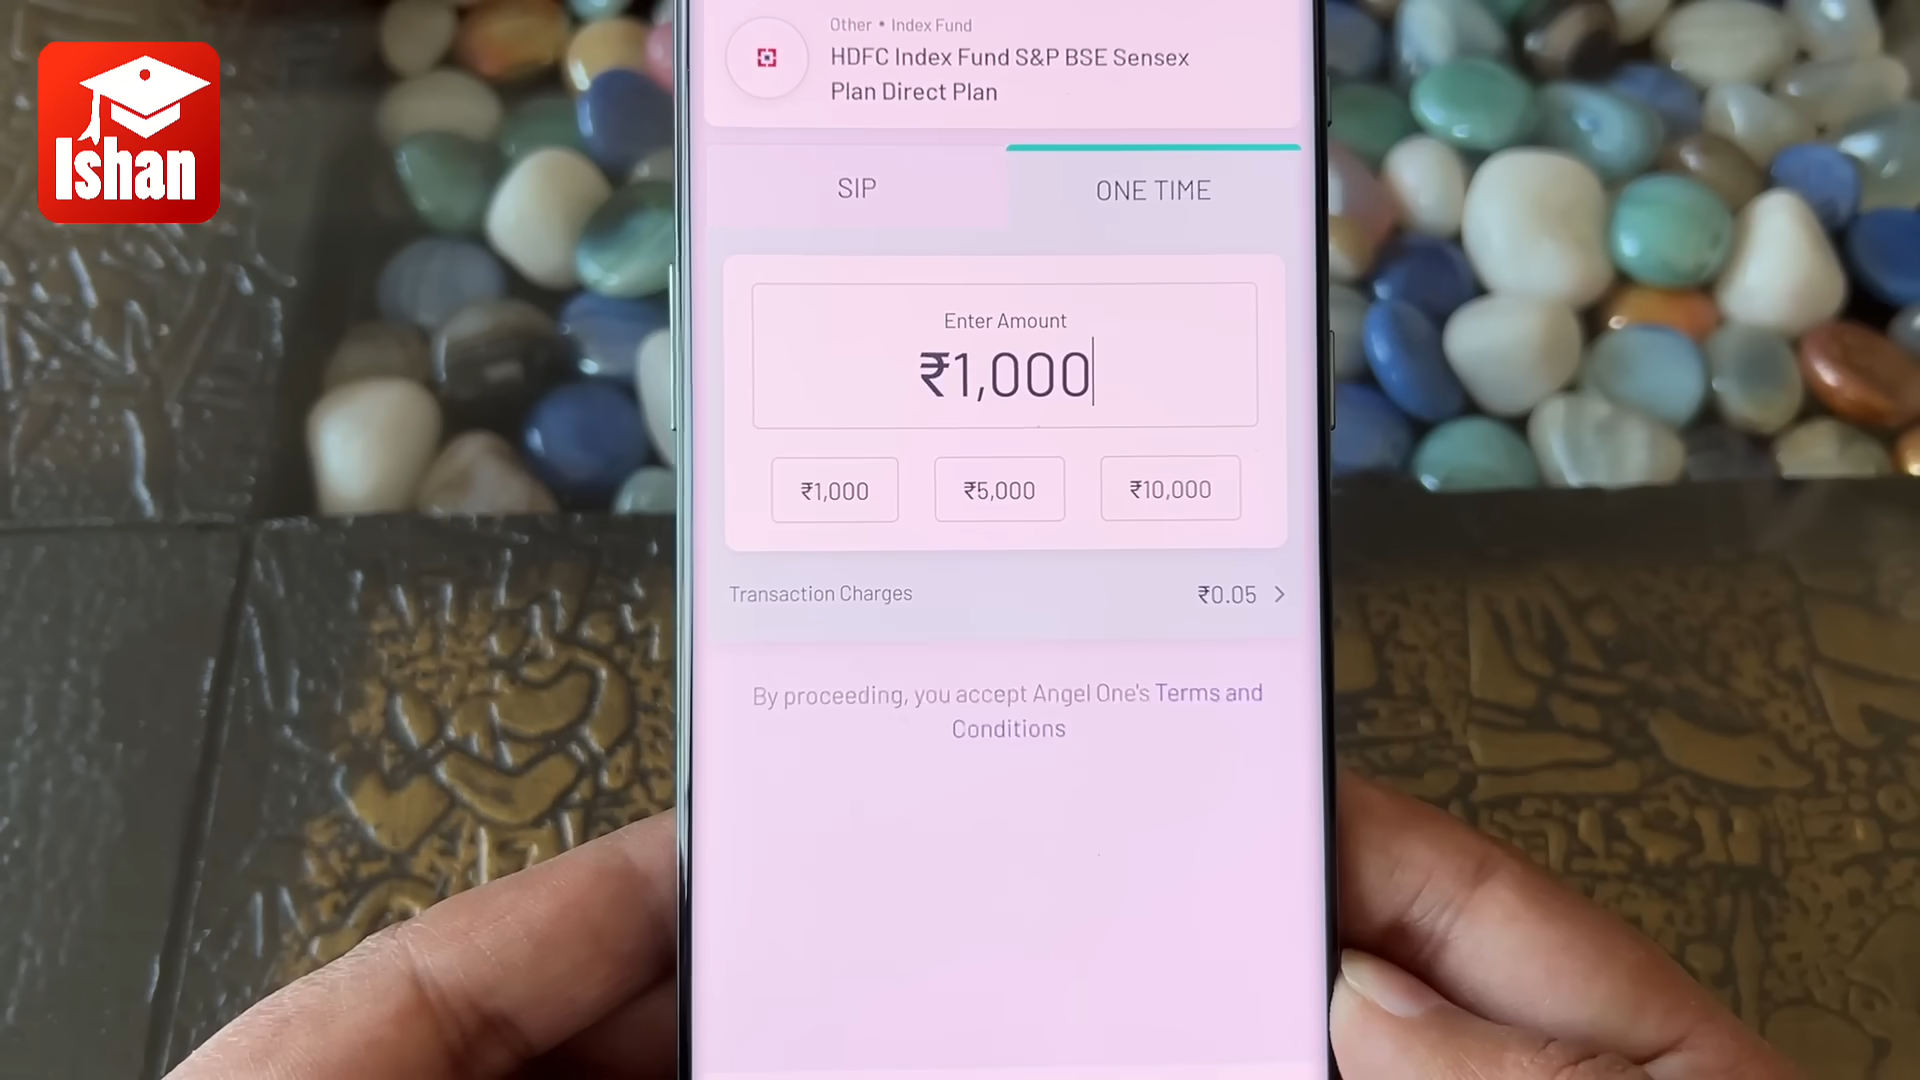 Ishan
Other • Index Fund
HDFC Index Fund S&P BSE Sensex
Plan Direct Plan
SIP
ONE TIME
Enter Amount
₹1,000
₹1,000
₹5,000
₹10,000
Transaction Charges
₹0.05
By proceeding, you accept Angel One's Terms and
Conditions